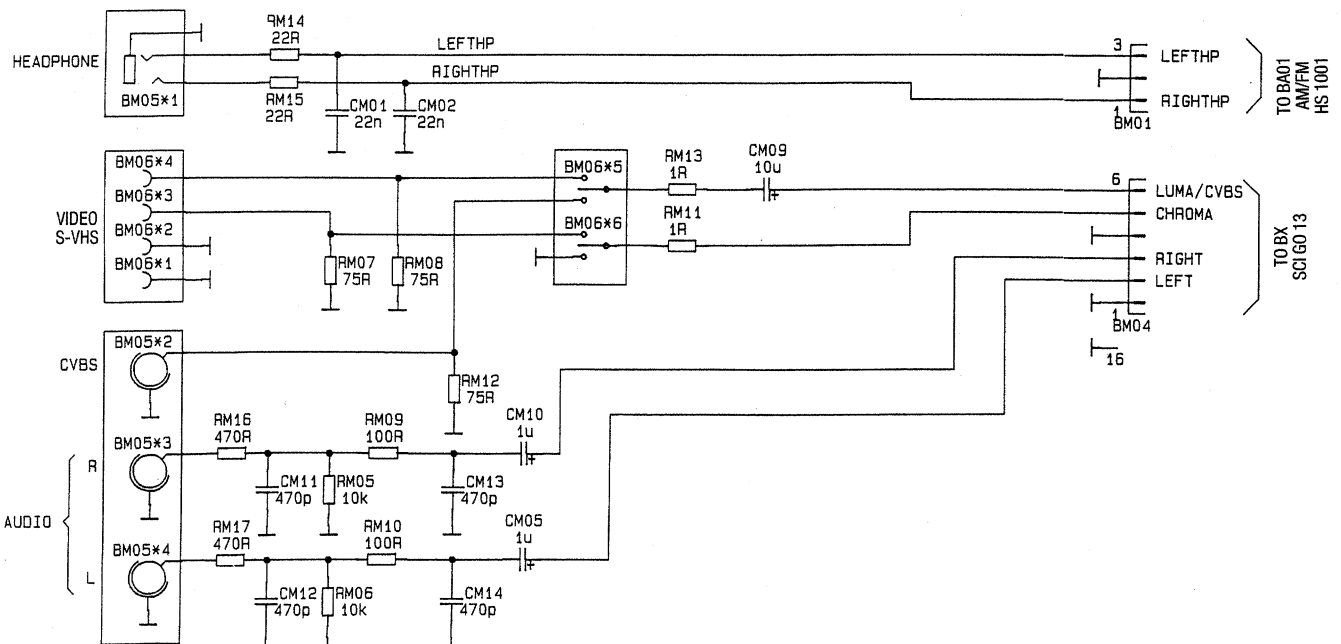 HEADPHONE
BM05*1
RM14
22R
RM15
22R
LEFTHP
RIGHTHP
CM01
22n
CM02
22n
3
LEFTHP
RIGHTHP
1
BM01
TO BA01
AM/FM
HS 1001
VIDEO
S-VHS
BM06*4
BM06*3
BM06*2
BM06*1
RM07
75R
RM08
75R
BM06*5
BM06*6
RM13
1R
CM09
10u
+
RM11
1R
6
LUMA/CVBS
CHROMA
RIGHT
LEFT
1
BM04
16
TO BX
SCIGO 13
CVBS
BM05*2
RM12
75R
AUDIO
R
BM05*3
RM16
470R
CM11
470p
RM05
10k
RM09
100R
CM13
470p
CM10
1u
+
L
BM05*4
RM17
470R
CM12
470p
RM06
10k
RM10
100R
CM14
470p
CM05
1u
+